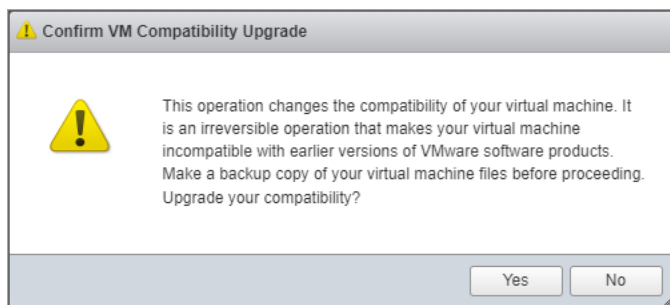 Confirm VM Compatibility Upgrade
This operation changes the compatibility of your virtual machine. It
is an irreversible operation that makes your virtual machine
incompatible with earlier versions of VMware software products.
Make a backup copy of your virtual machine files before proceeding.
Upgrade your compatibility?
Yes No